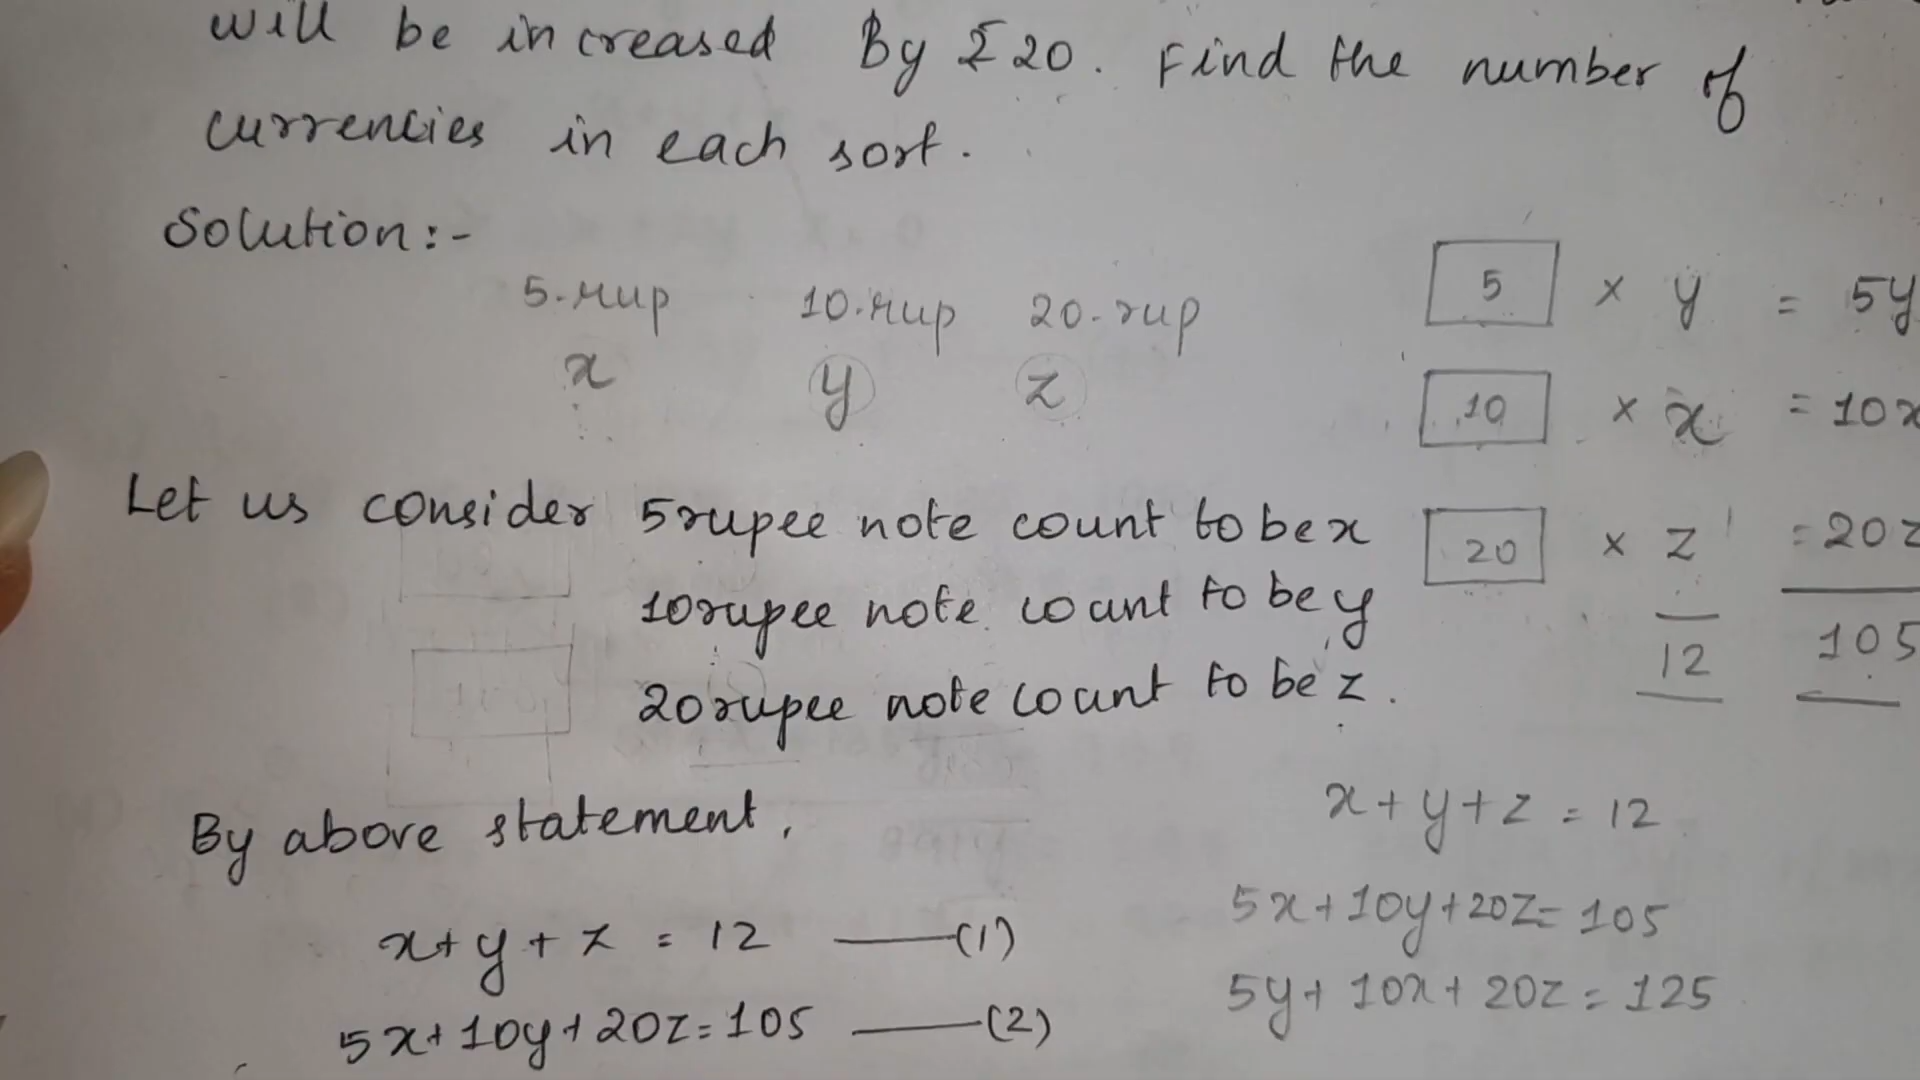 will be increased By ₹20. Find the number of
currencies in each sort.
Solution:-
5-rup 10-rup 20-rup
x y z
5 × y = 5y
10 × x = 10x
20 × z = 20z
12 105
Let us consider 5rupee note count to be x
10rupee note count to be y
20rupee note count to be z.
By above statement,
x+y+z = 12 —(1)
5x+10y+20z=105 —(2)
x+y+z = 12
5x+10y+20z= 105
5y+ 10x+ 20z= 125